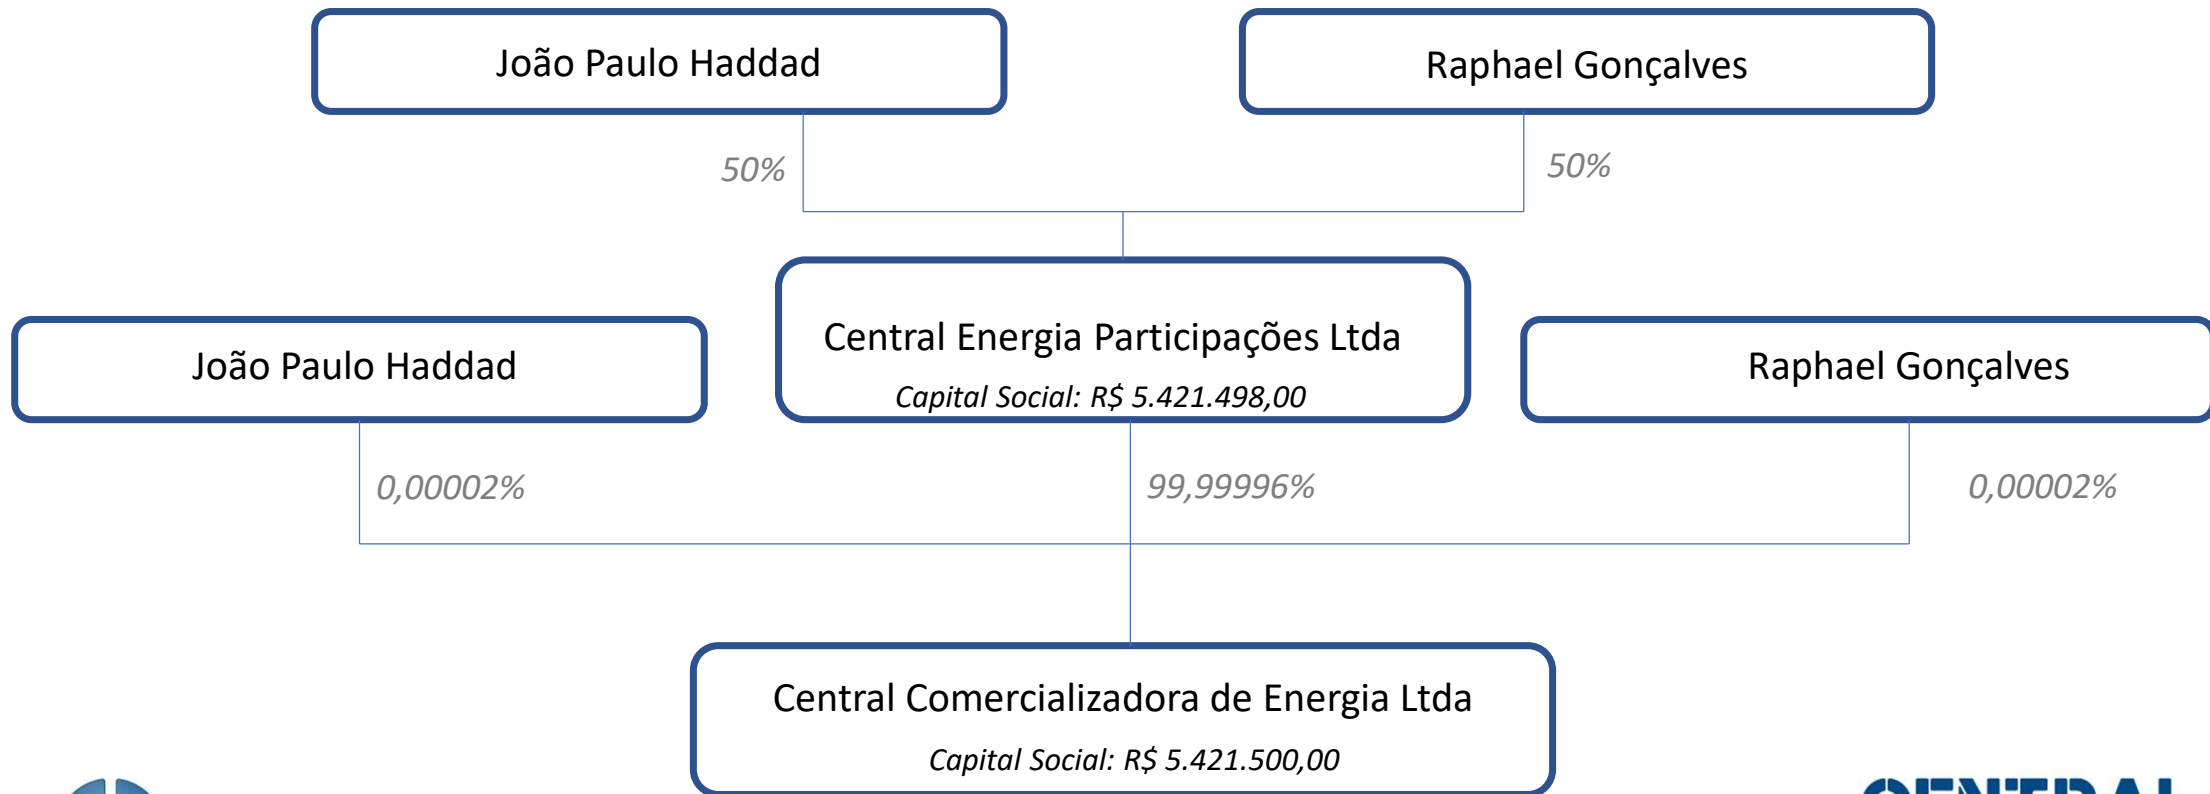 João Paulo Haddad
Raphael Gonçalves
50%
50%
Central Energia Participações Ltda
Capital Social: R$ 5.421.498,00
João Paulo Haddad
Raphael Gonçalves
0,00002%
99,99996%
0,00002%
Central Comercializadora de Energia Ltda
Capital Social: R$ 5.421.500,00
CENTRAL